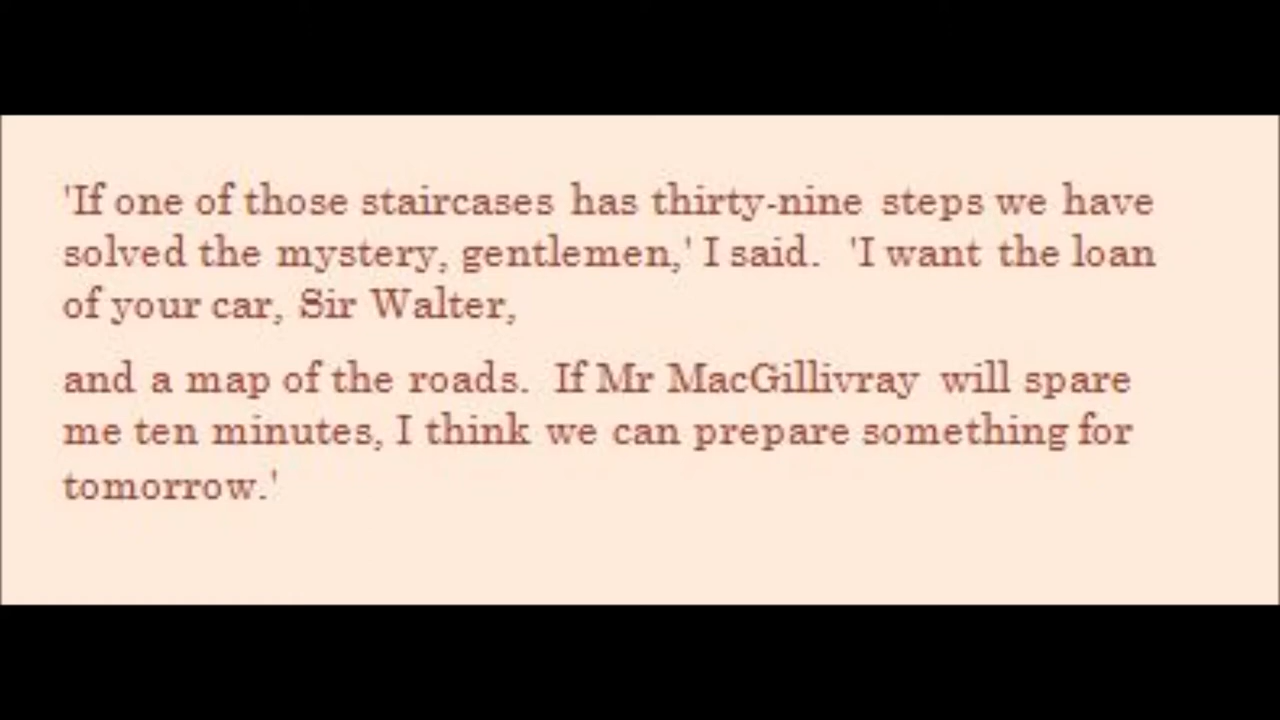 'If one of those staircases has thirty-nine steps we have
solved the mystery, gentlemen,' I said.  'I want the loan
of your car, Sir Walter,
and a map of the roads.  If Mr MacGillivray will spare
me ten minutes, I think we can prepare something for
tomorrow.'